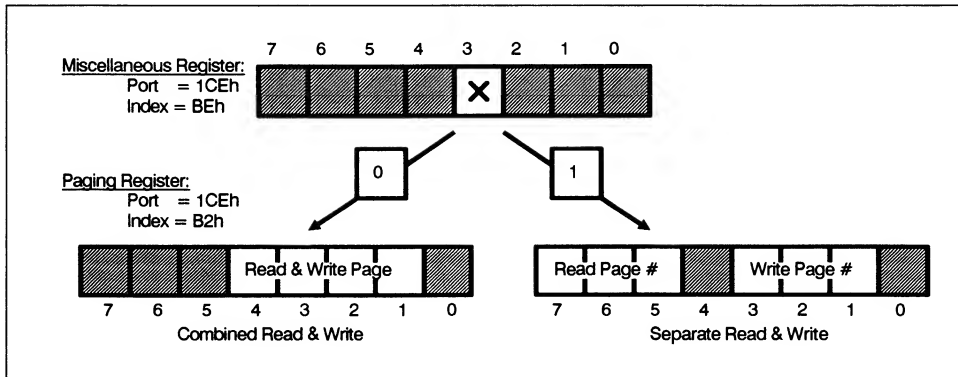 7 6 5 4 3 2 1 0
Miscellaneous Register:
Port = 1CEh
Index = BEh
X
0 1
Paging Register:
Port = 1CEh
Index = B2h
Read & Write Page
Read Page # Write Page #
7 6 5 4 3 2 1 0 7 6 5 4 3 2 1 0
Combined Read & Write Separate Read & Write